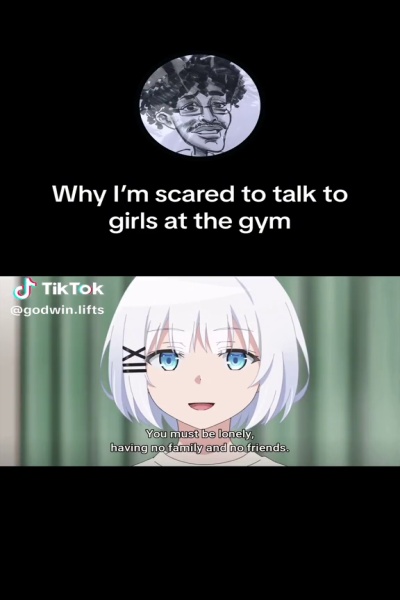 Why I'm scared to talk to
girls at the gym
TikTok
@godwin.lifts
You must be lonely,
having no family and no friends.